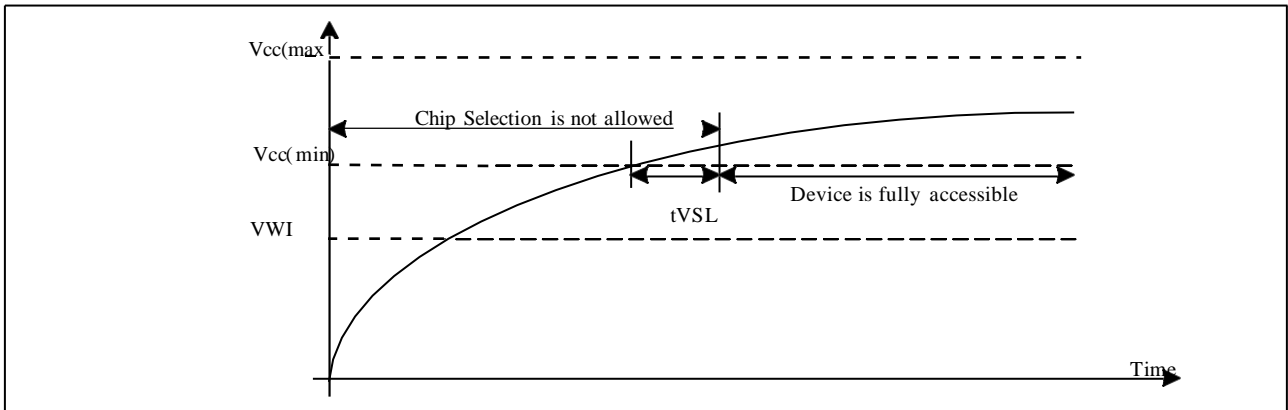 Vcc(max
Chip Selection is not allowed
Vcc(min)
Device is fully accessible
tVSL
VWI
Time